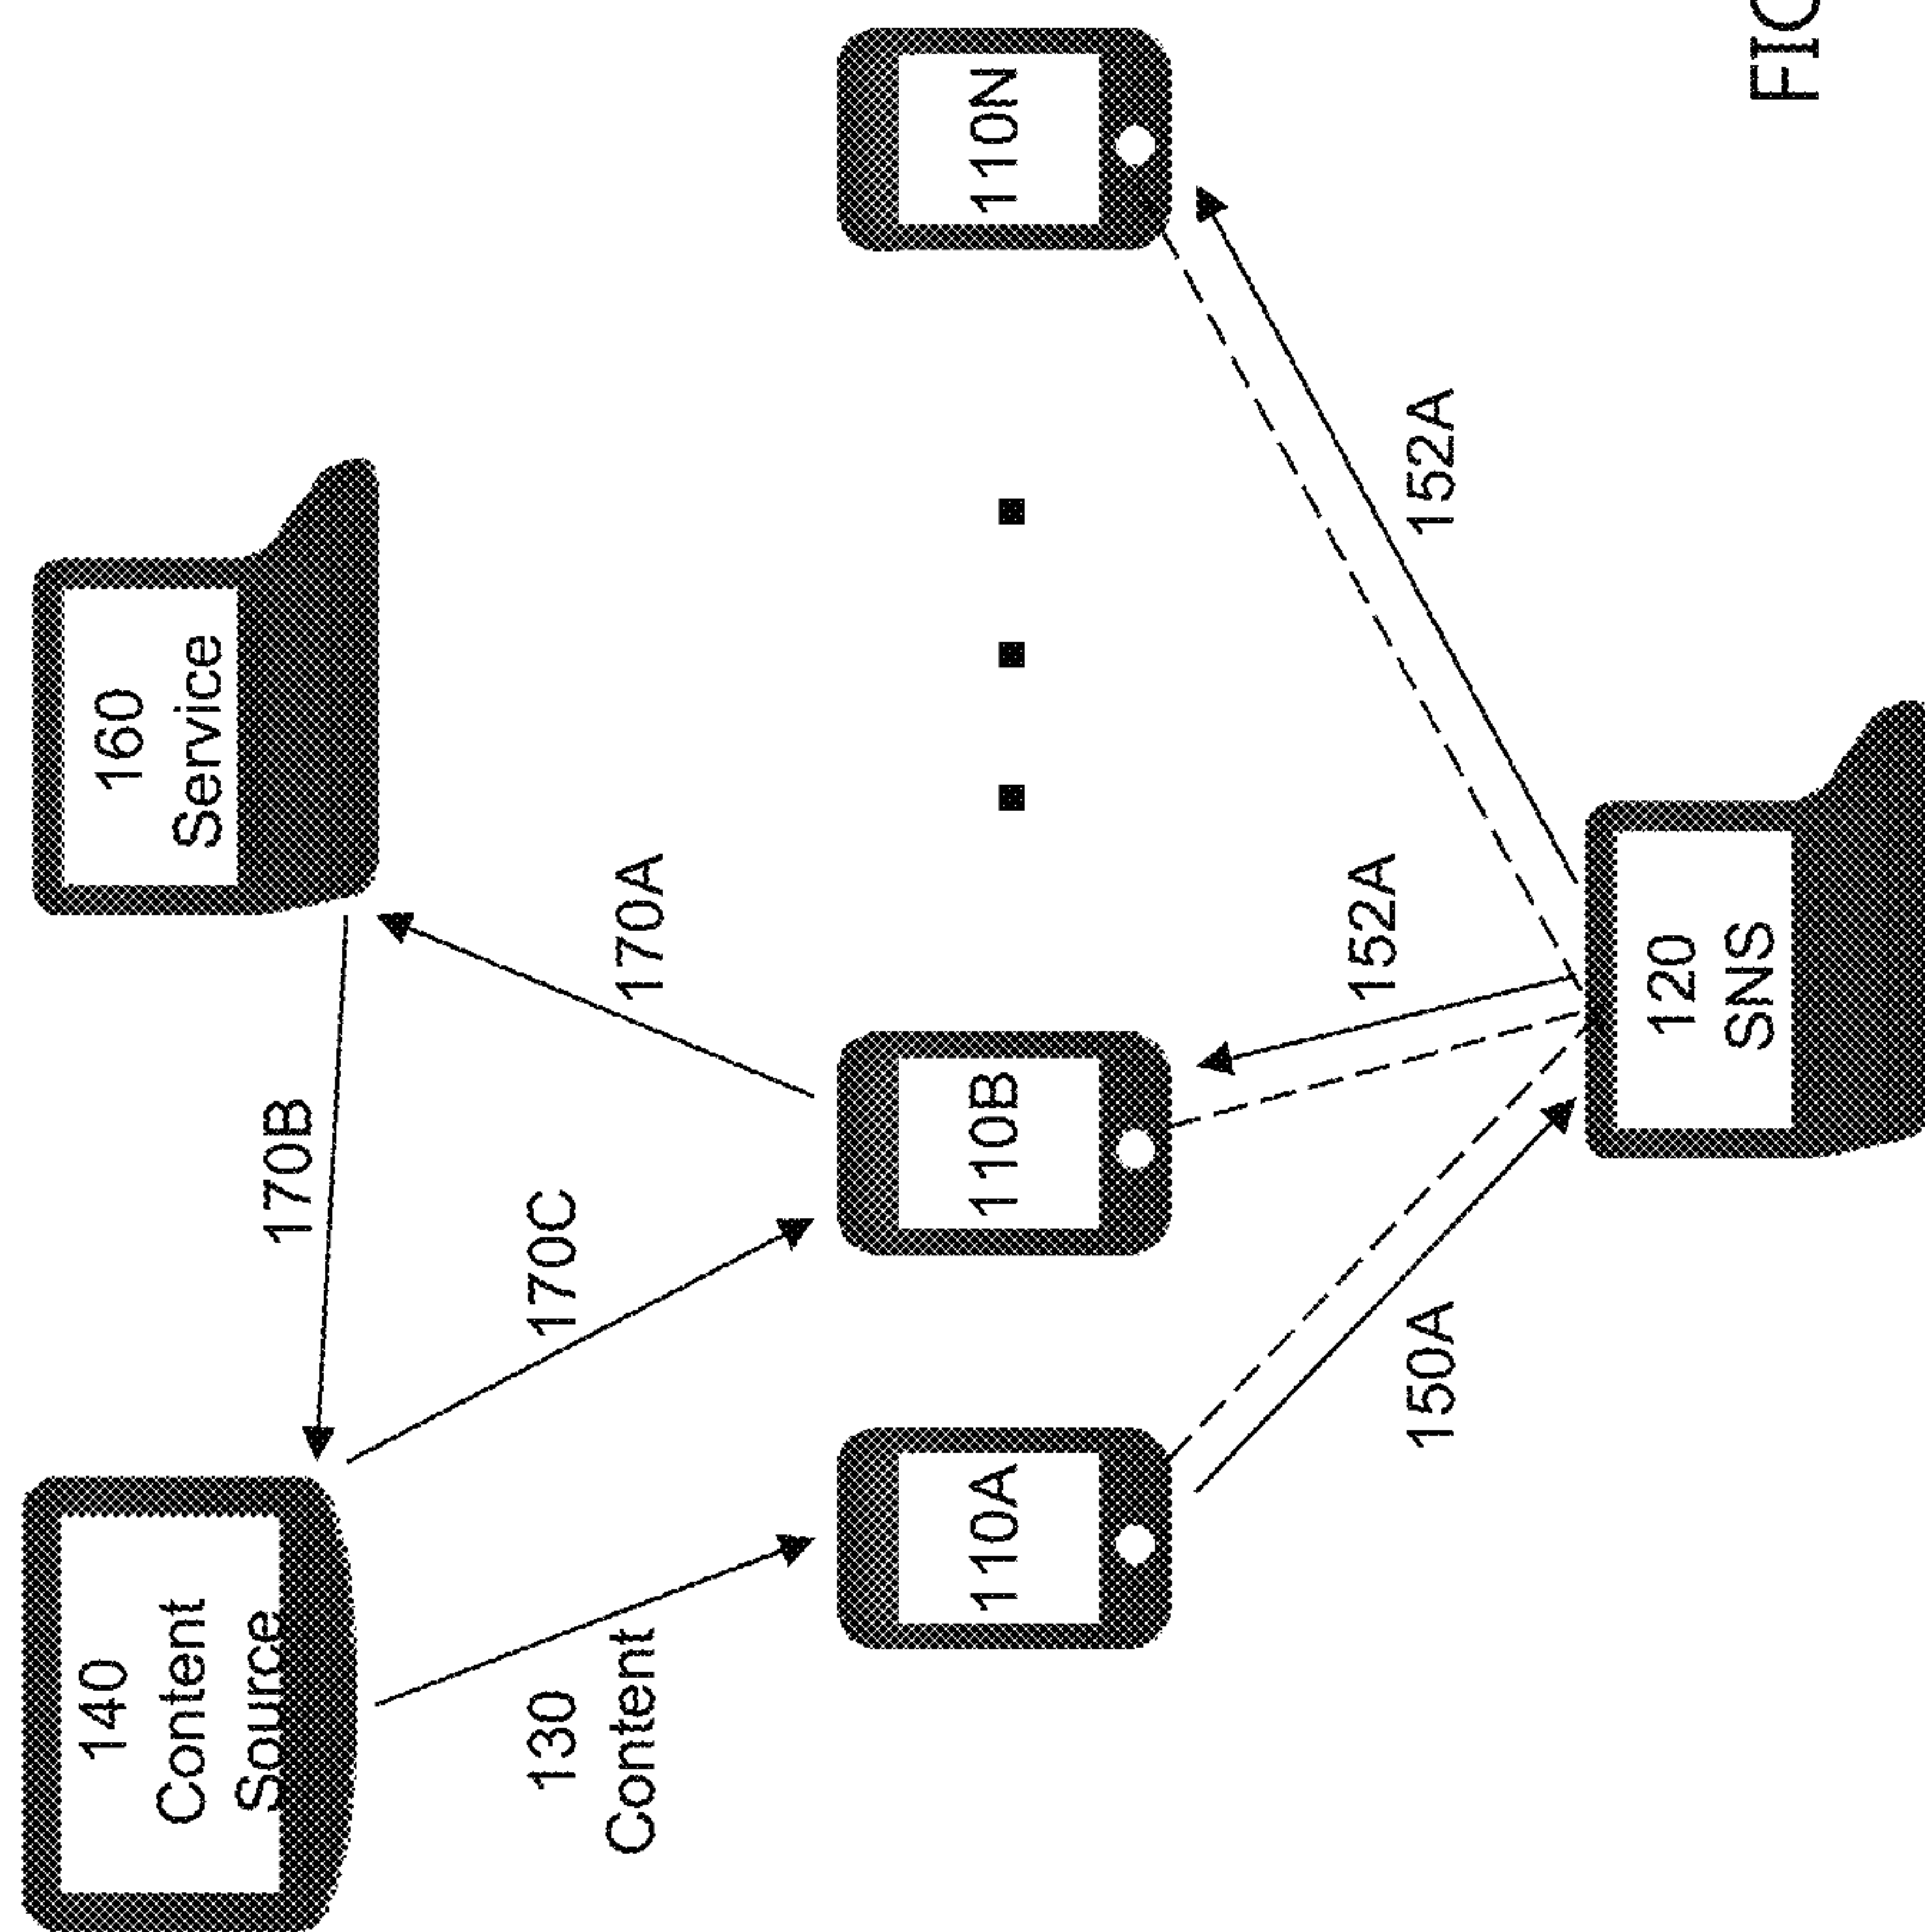 140
Content
Source
160
Service
170B
130
Content
170C
170A
110A
110B
110N
152A
150A
152A
120
SNS
FIG